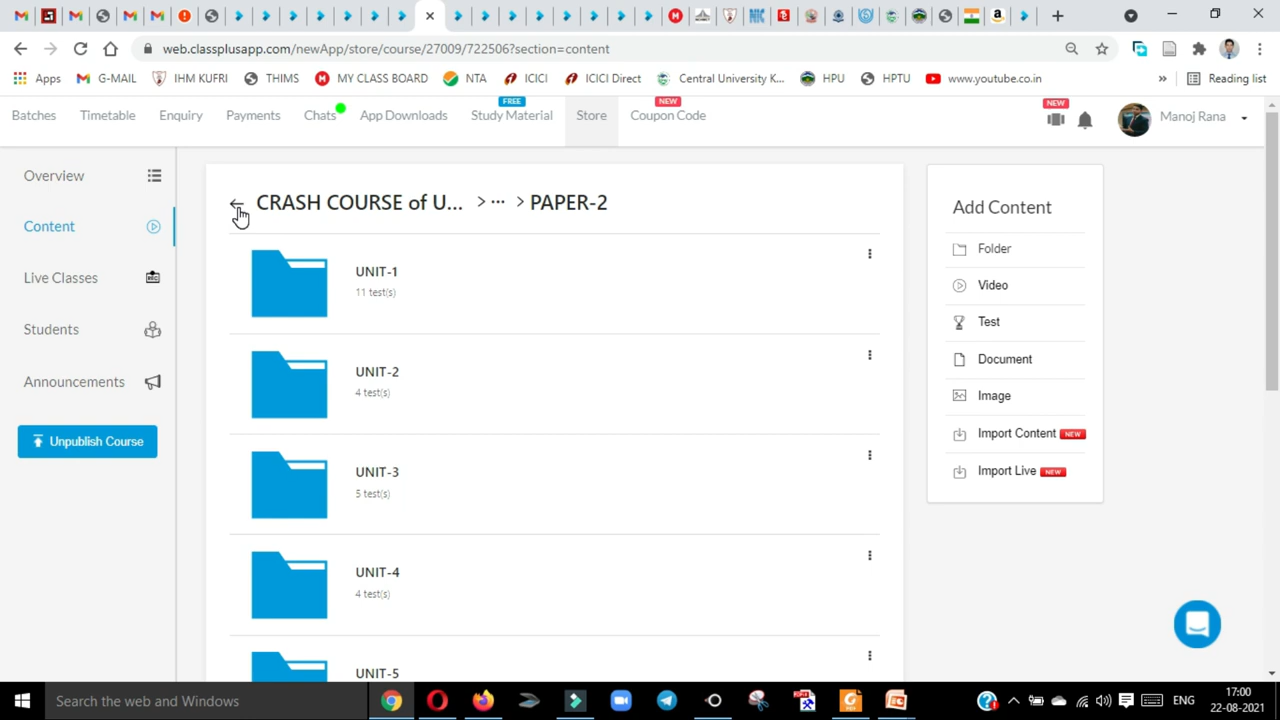 web.classplusapp.com/newApp/store/course/27009/722506?section=content
Apps G-MAIL IHM KUFRI THIMS MY CLASS BOARD NTA ICICI ICICI Direct Central University K... HPU HPTU www.youtube.co.in » Reading list
FREE NEW NEW
Batches Timetable Enquiry Payments Chats App Downloads Study Material Store Coupon Code Manoj Rana
Overview
Content
Live Classes
Students
Announcements
Unpublish Course
CRASH COURSE of U... > ... > PAPER-2
UNIT-1
11 test(s)
UNIT-2
4 test(s)
UNIT-3
5 test(s)
UNIT-4
4 test(s)
UNIT-5
Add Content
Folder
Video
Test
Document
Image
Import Content NEW
Import Live NEW
Search the web and Windows
ENG
17:00
22-08-2021